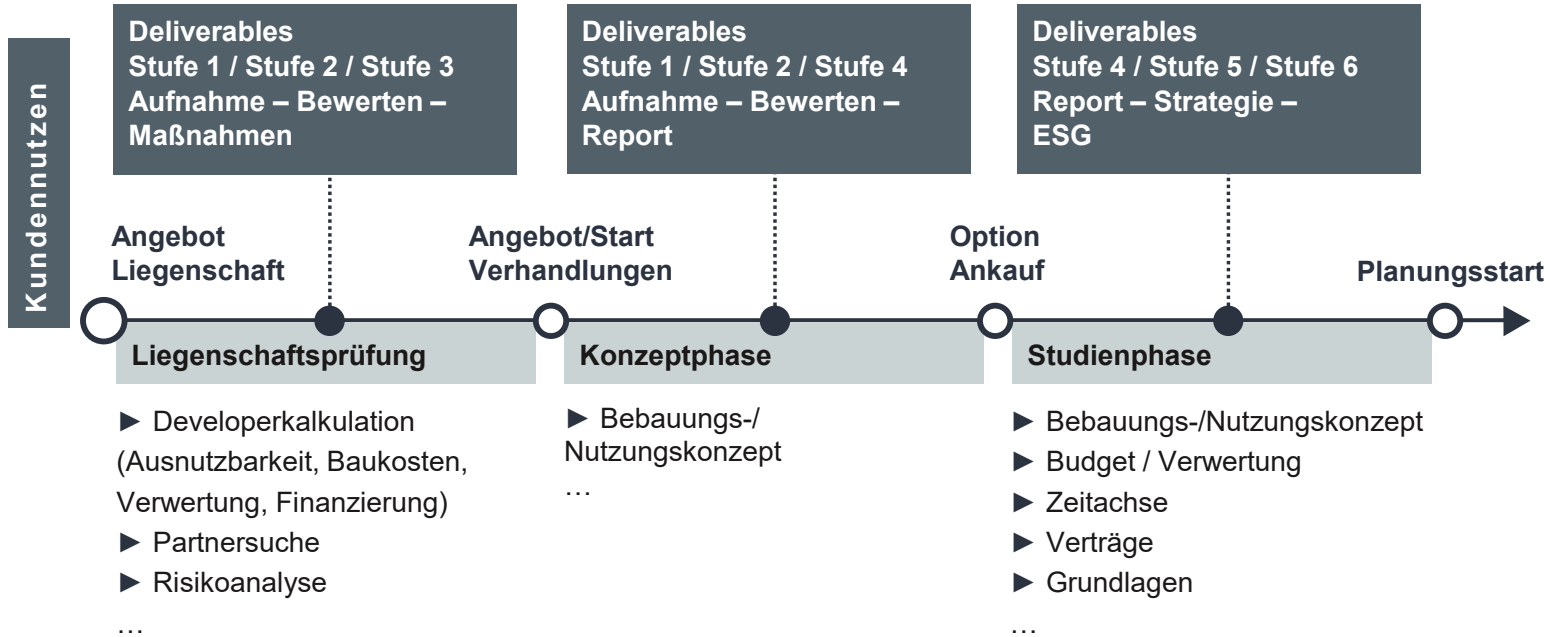 Kundennutzen
Deliverables
Stufe 1 / Stufe 2 / Stufe 3
Aufnahme – Bewerten –
Maßnahmen
Deliverables
Stufe 1 / Stufe 2 / Stufe 4
Aufnahme – Bewerten –
Report
Deliverables
Stufe 4 / Stufe 5 / Stufe 6
Report – Strategie –
ESG
Angebot
Liegenschaft
Angebot/Start
Verhandlungen
Option
Ankauf
Planungsstart
Liegenschaftsprüfung
Konzeptphase
Studienphase
► Developerkalkulation
(Ausnutzbarkeit, Baukosten,
Verwertung, Finanzierung)
► Partnersuche
► Risikoanalyse
…
► Bebauungs-/
Nutzungskonzept
…
► Bebauungs-/Nutzungskonzept
► Budget / Verwertung
► Zeitachse
► Verträge
► Grundlagen
…